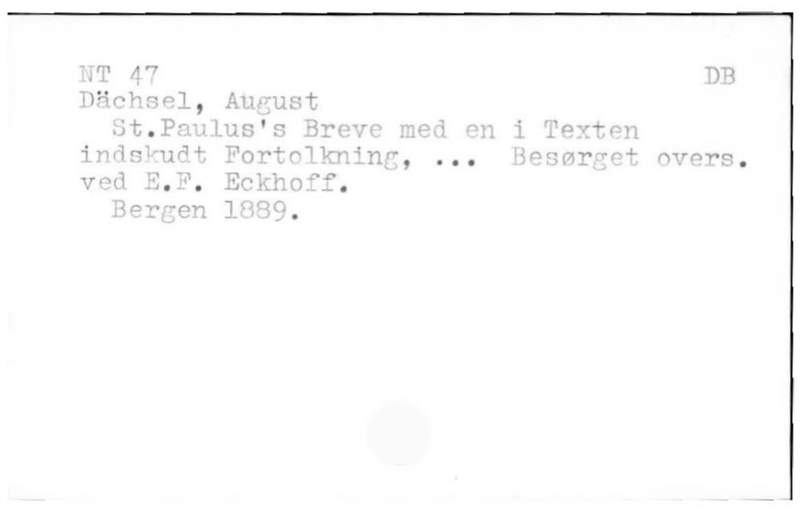 NT 47 DB
Dächsel, August
St.Paulus's Breve med en i Texten
indskudt Fortolkning, ... Besørget overs.
ved E.F. Eckhoff.
Bergen 1889.